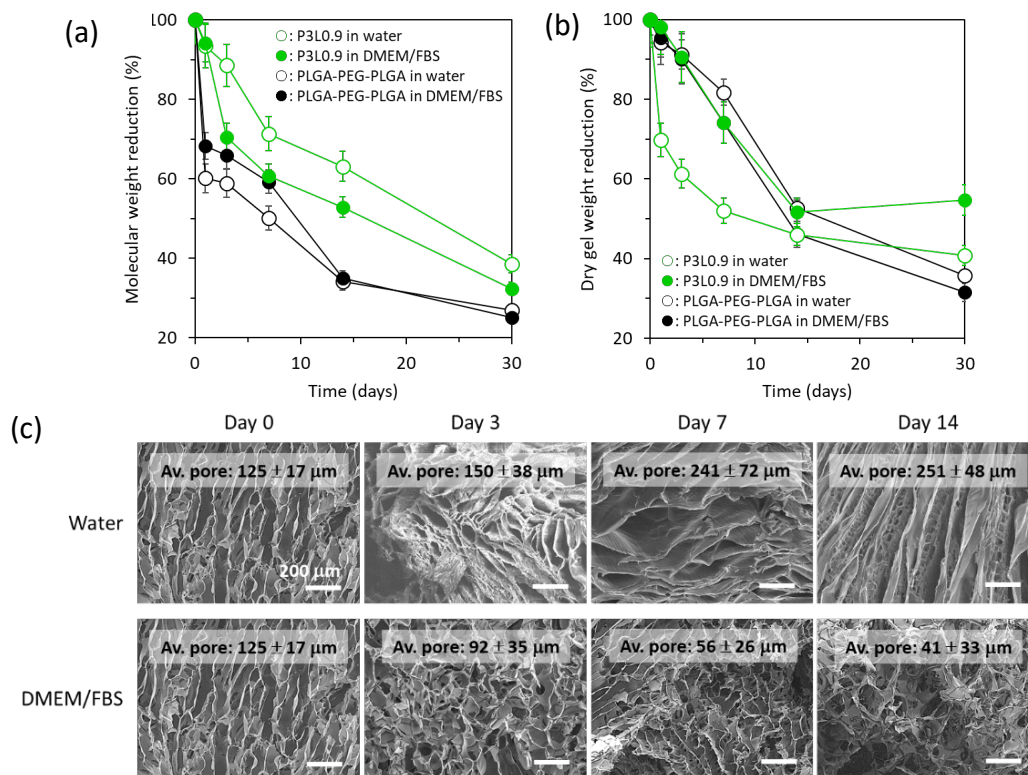 (a)
100
80
60
40
20
0
10
20
30
Molecular weight reduction (%)
Time (days)
: P3L0.9 in water
: P3L0.9 in DMEM/FBS
: PLGA-PEG-PLGA in water
: PLGA-PEG-PLGA in DMEM/FBS
(b)
100
80
60
40
20
0
10
20
30
Dry gel weight reduction (%)
Time (days)
: P3L0.9 in water
: P3L0.9 in DMEM/FBS
: PLGA-PEG-PLGA in water
: PLGA-PEG-PLGA in DMEM/FBS
(c)
Day 0
Day 3
Day 7
Day 14
Water
Av. pore: 125 ± 17 μm
200 μm
Av. pore: 150 ± 38 μm
Av. pore: 241 ± 72 μm
Av. pore: 251 ± 48 μm
DMEM/FBS
Av. pore: 125 ± 17 μm
Av. pore: 92 ± 35 μm
Av. pore: 56 ± 26 μm
Av. pore: 41 ± 33 μm